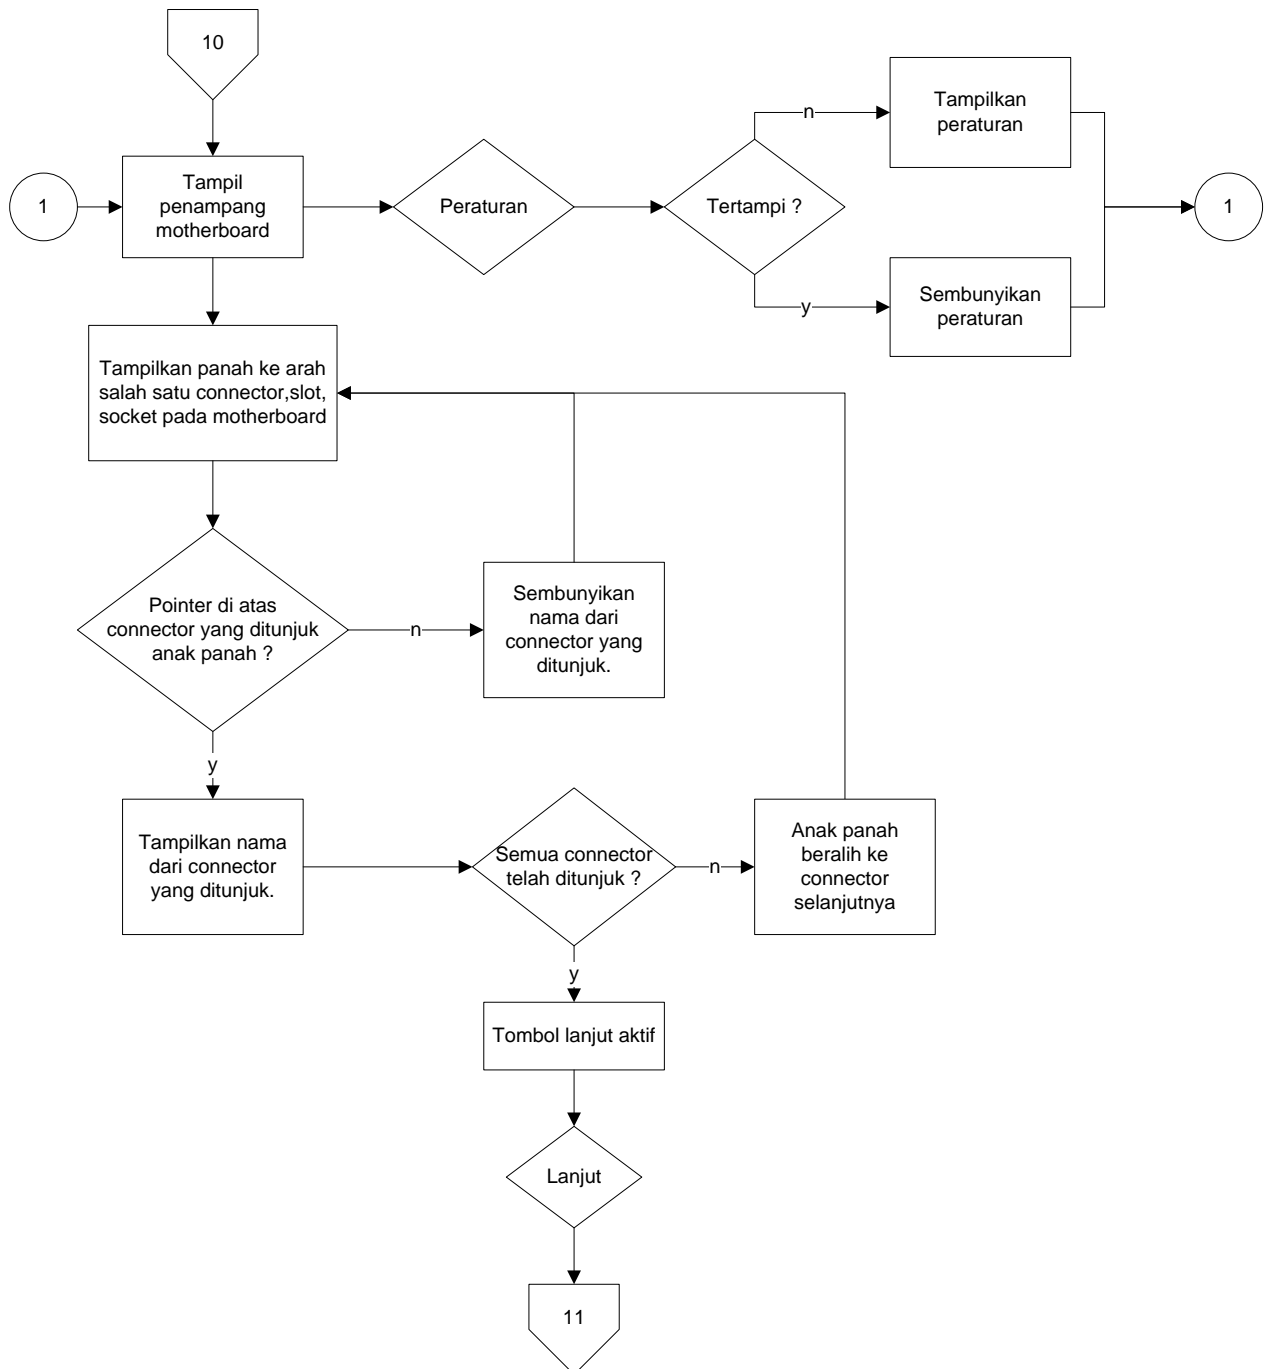 10
Tampilkan
peraturan
n
1
Tampil
penampang
motherboard
Peraturan
Tertampi ?
1
y
Sembunyikan
peraturan
Tampilkan panah ke arah
salah satu connector,slot,
socket pada motherboard
Pointer di atas
connector yang ditunjuk
anak panah ?
n
Sembunyikan
nama dari
connector yang
ditunjuk.
y
Tampilkan nama
dari connector
yang ditunjuk.
Semua connector
telah ditunjuk ?
n
Anak panah
beralih ke
connector
selanjutnya
y
Tombol lanjut aktif
Lanjut
11